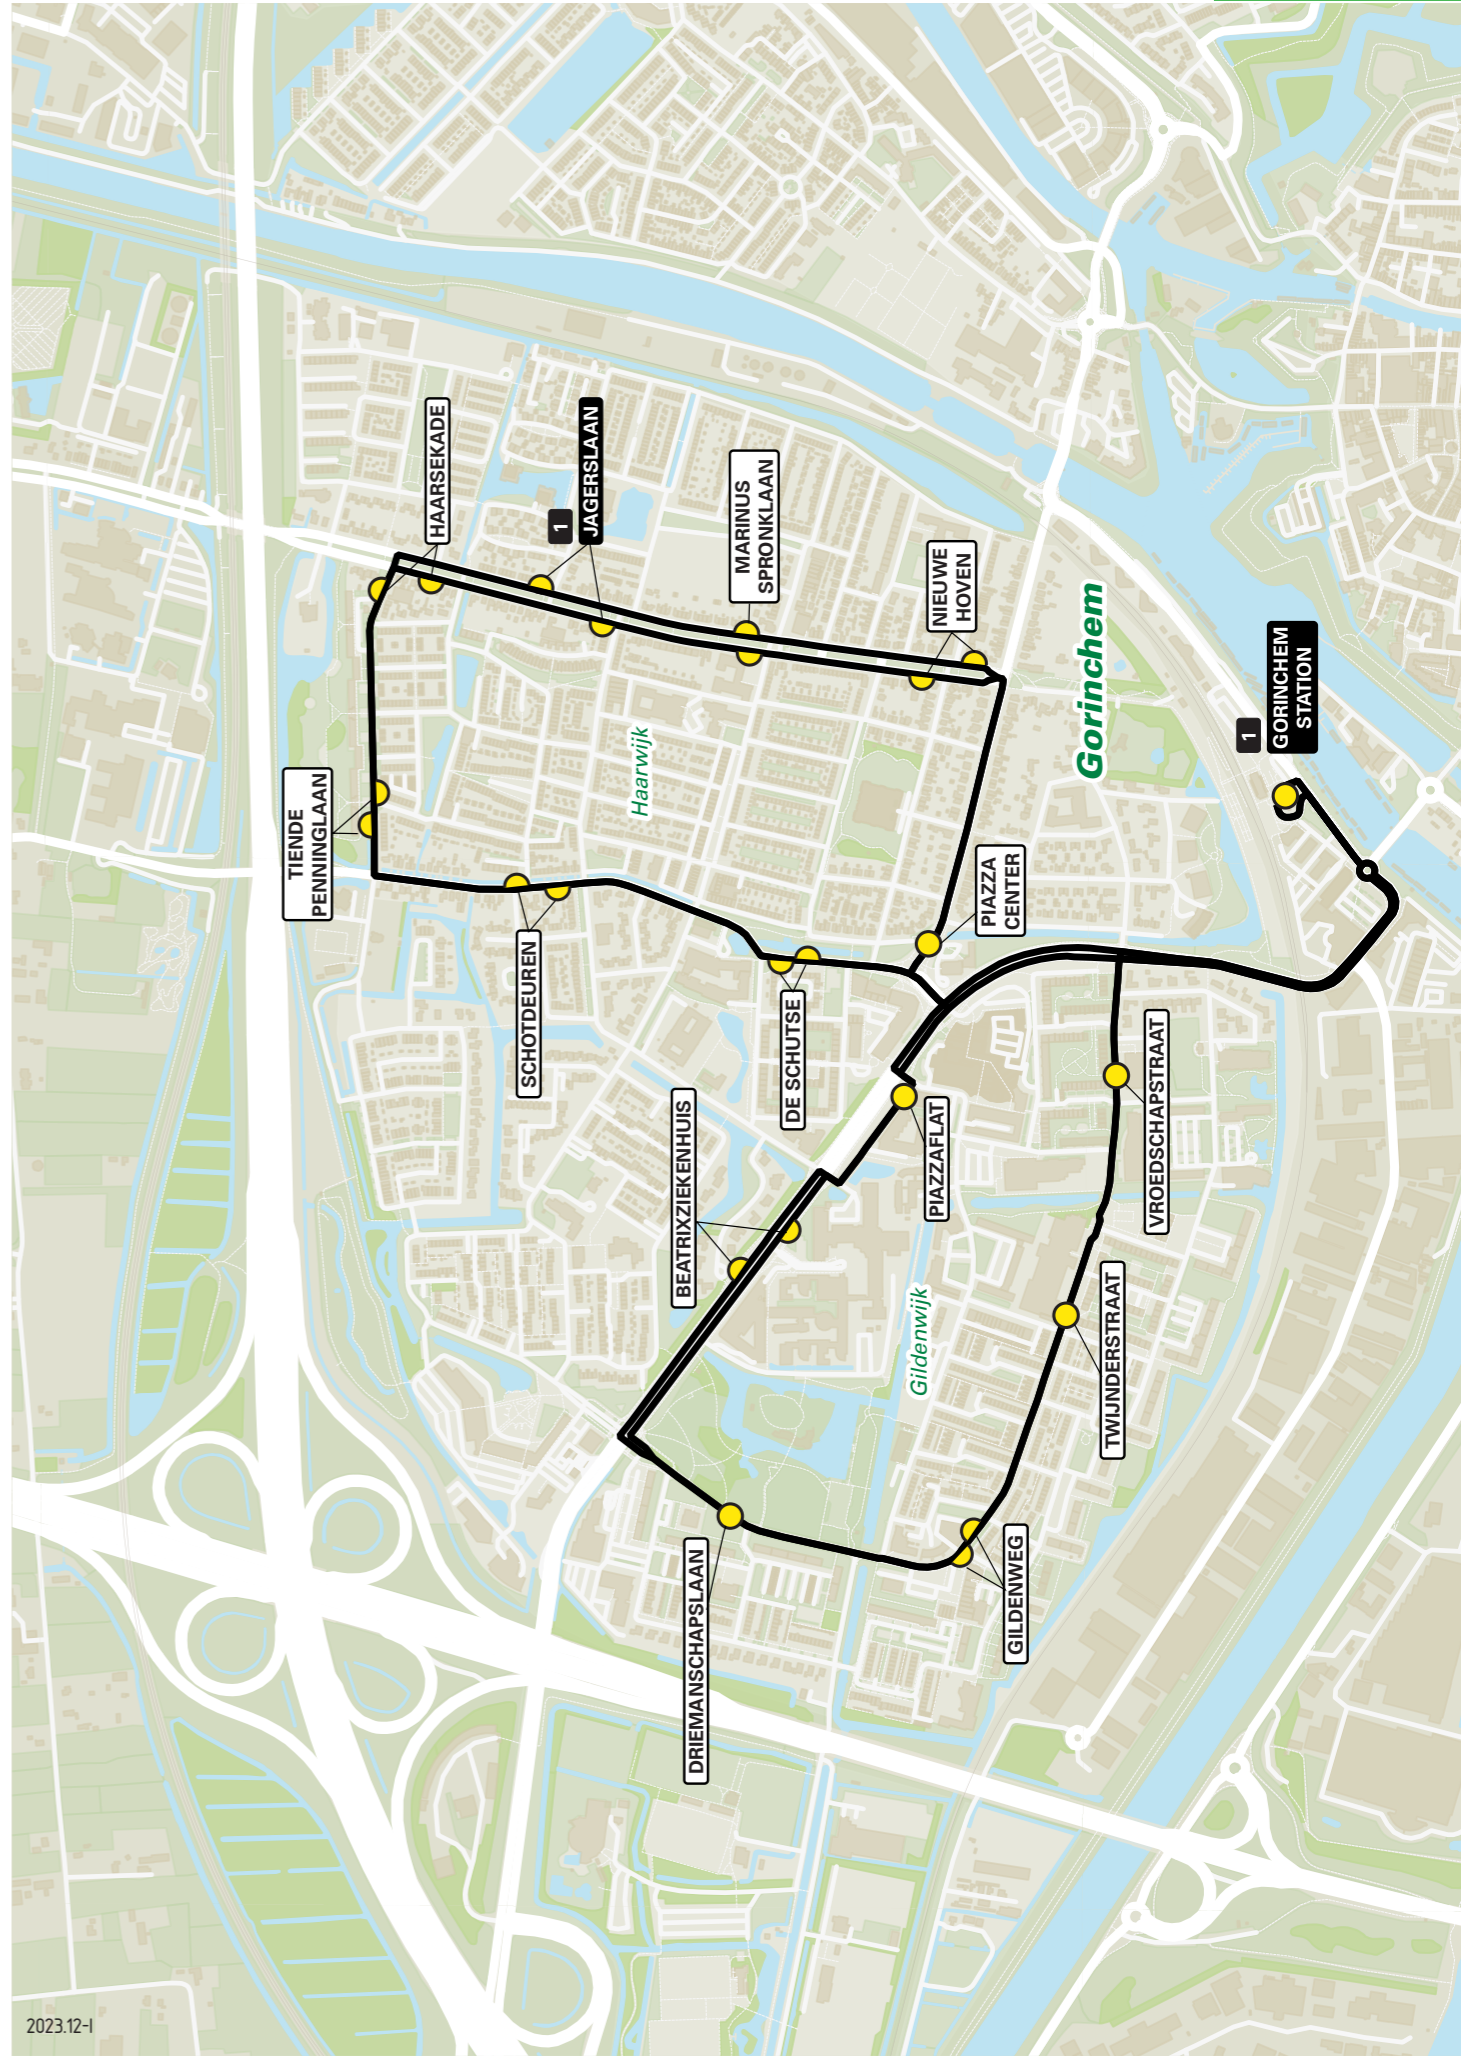 HAARSEKADE
1
JAGERSLAAN
MARINUS
SPRONKLAAN
NIEUWE
HOVEN
Gorinchem
1
GORINCHEM
STATION
Haarwijk
TIENDE
PENNINGLAAN
PIAZZA
CENTER
SCHOTDEUREN
DE SCHUTSE
BEATRIXZIEKENHUIS
PIAZZAFLAT
VROEDSCHAPSTRAAT
Gildenwijk
TWIJNDERSTRAAT
DRIEMANSCHAPSLAAN
GILDENWEG
2023.12-I